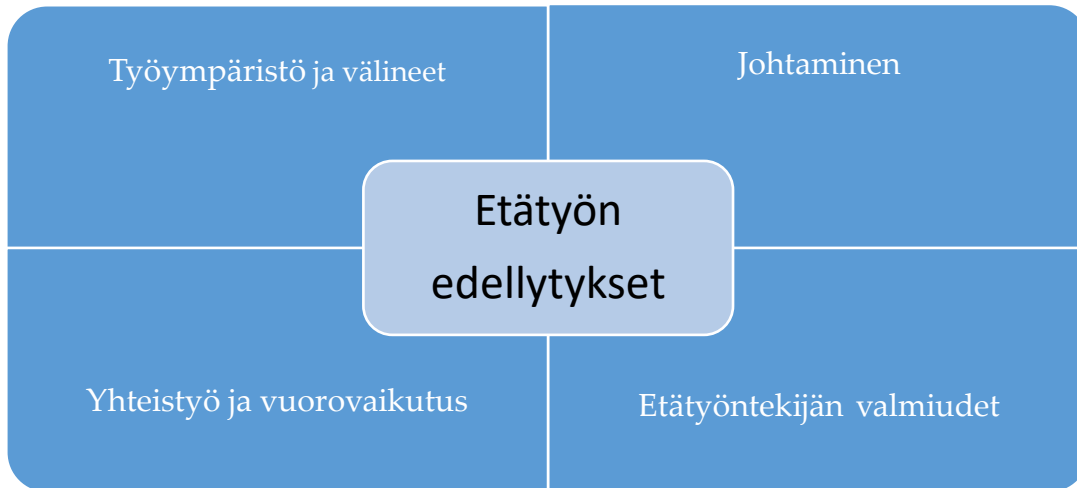 Työympäristö ja välineet
Johtaminen
Etätyön
edellytykset
Yhteistyö ja vuorovaikutus
Etätyöntekijän valmiudet